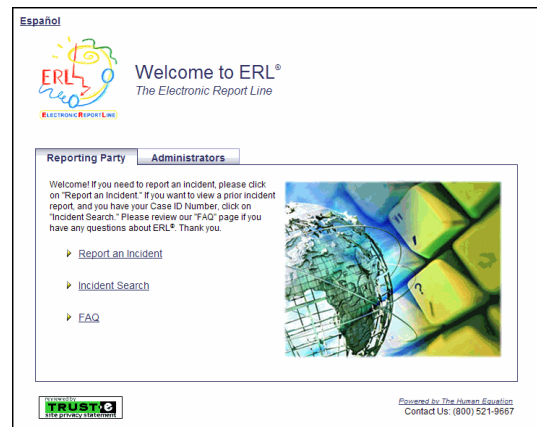 Español
ERL
ELECTRONIC REPORT LINE
Welcome to ERL®
The Electronic Report Line
Reporting Party
Administrators
Welcome! If you need to report an incident, please click
on "Report an Incident." If you want to view a prior incident
report, and you have your Case ID Number, click on
"Incident Search." Please review our "FAQ" page if you
have any questions about ERL®. Thank you.
Report an Incident
Incident Search
FAQ
?
reviewed by
TRUST·e
site privacy statement
Powered by The Human Equation
Contact Us: (800) 521-9667